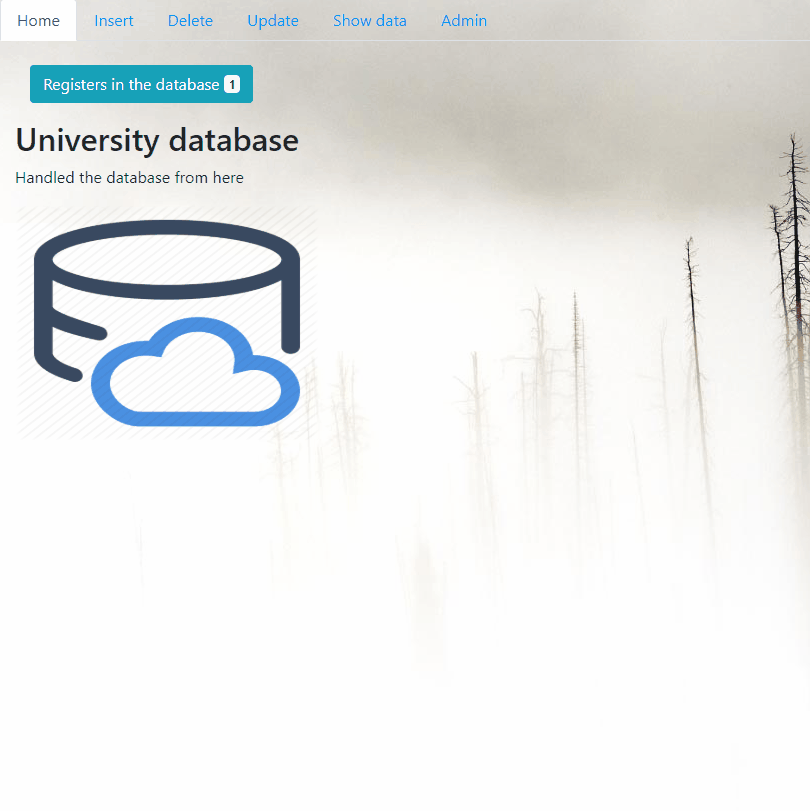 Home Insert Delete Update Show data Admin
Registers in the database 1
University database
Handled the database from here